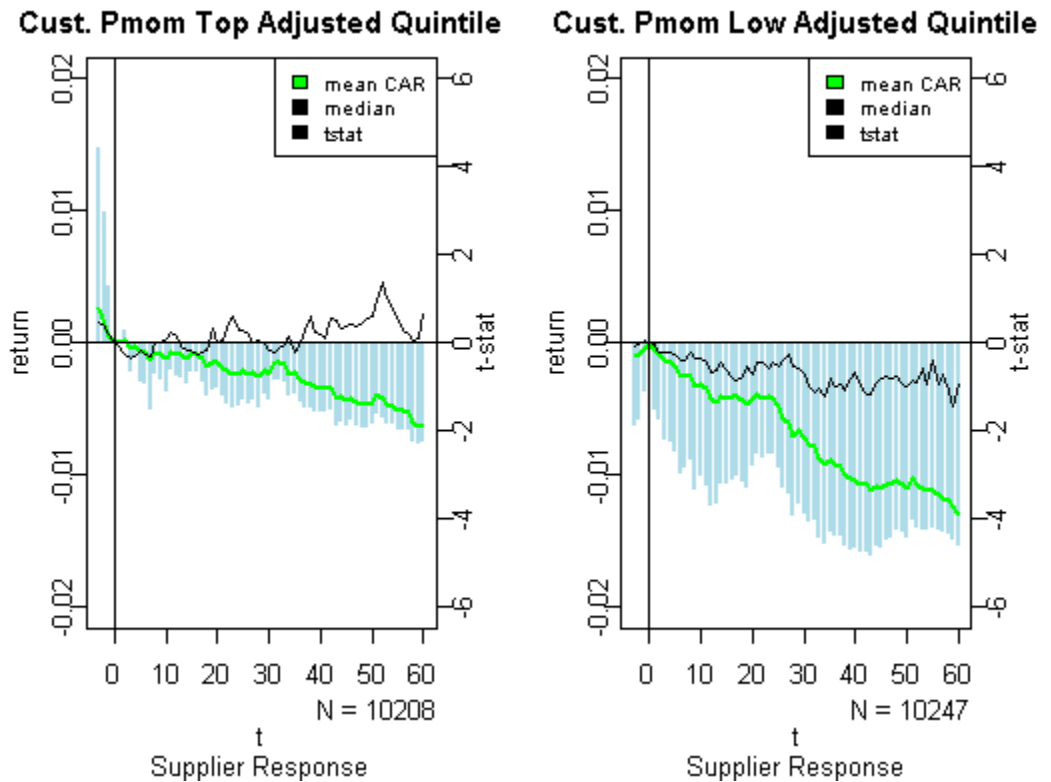 Cust. Pmom Top Adjusted Quintile
return
0.02
0.01
0.00
-0.01
-0.02
mean CAR
median
tstat
6
4
2
0
-2
-4
-6
t-stat
0 10 20 30 40 50 60
N = 10208
t
Supplier Response
Cust. Pmom Low Adjusted Quintile
return
0.02
0.01
0.00
-0.01
-0.02
mean CAR
median
tstat
6
4
2
0
-2
-4
-6
t-stat
0 10 20 30 40 50 60
N = 10247
t
Supplier Response